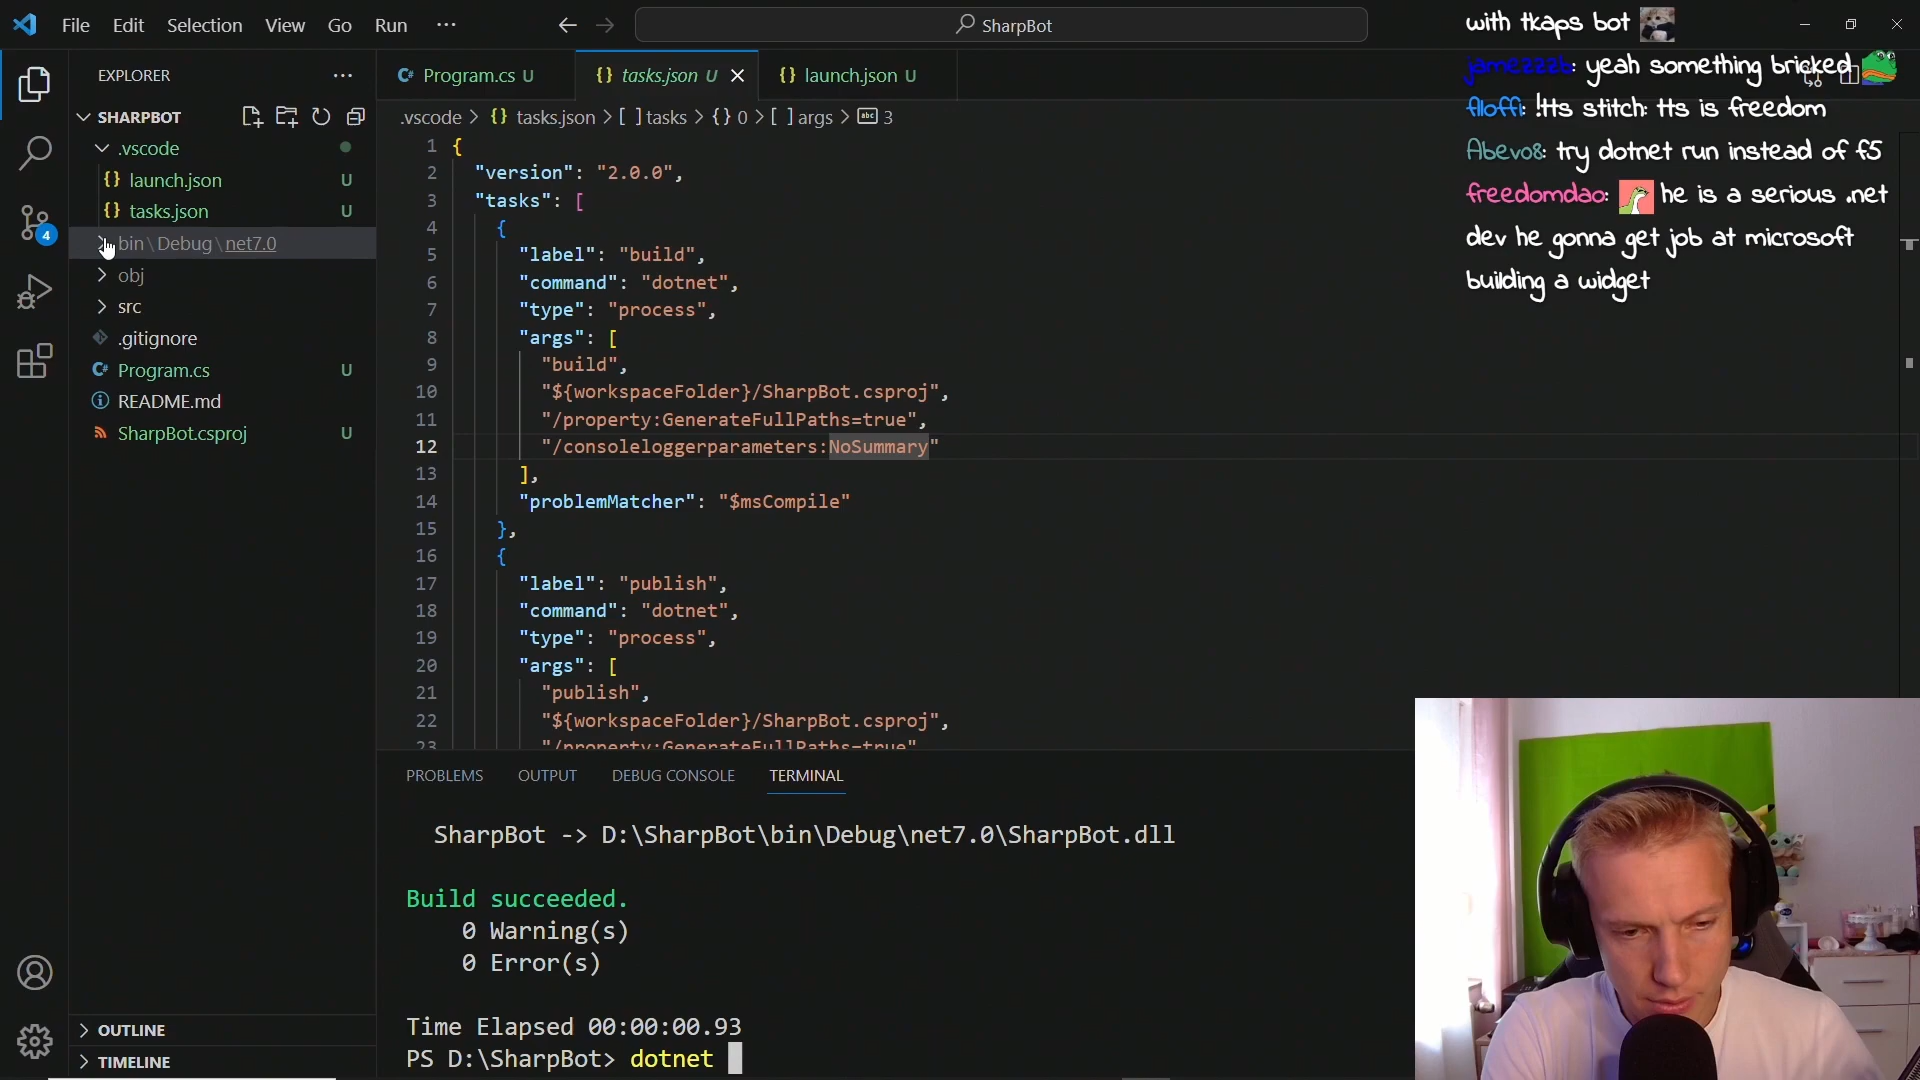 File Edit Selection View Go Run ...
SharpBot
EXPLORER
SHARPBOT
.vscode
launch.json U
tasks.json U
bin\Debug\net7.0
obj
src
.gitignore
Program.cs U
README.md
SharpBot.csproj U
4
OUTLINE
TIMELINE
Program.cs U
tasks.json U
launch.json U
.vscode > {} tasks.json > [ ] tasks > {} 0 > [ ] args > abc 3
1 {
2 "version": "2.0.0",
3 "tasks": [
4 {
5 "label": "build",
6 "command": "dotnet",
7 "type": "process",
8 "args": [
9 "build",
10 "${workspaceFolder}/SharpBot.csproj",
11 "/property:GenerateFullPaths=true",
12 "/consoleloggerparameters:NoSummary"
13 ],
14 "problemMatcher": "$msCompile"
15 },
16 {
17 "label": "publish",
18 "command": "dotnet",
19 "type": "process",
20 "args": [
21 "publish",
22 "${workspaceFolder}/SharpBot.csproj",
23 "/property:GenerateFullPaths=true"
PROBLEMS OUTPUT DEBUG CONSOLE TERMINAL
SharpBot -> D:\SharpBot\bin\Debug\net7.0\SharpBot.dll
Build succeeded.
0 Warning(s)
0 Error(s)
Time Elapsed 00:00:00.93
PS D:\SharpBot> dotnet
with tkaps bot
jamezzzb: yeah something bricked
flloffi: !tts stitch: tts is freedom
Abevo8: try dotnet run instead of f5
freedomdao: he is a serious .net
dev he gonna get job at microsoft
building a widget